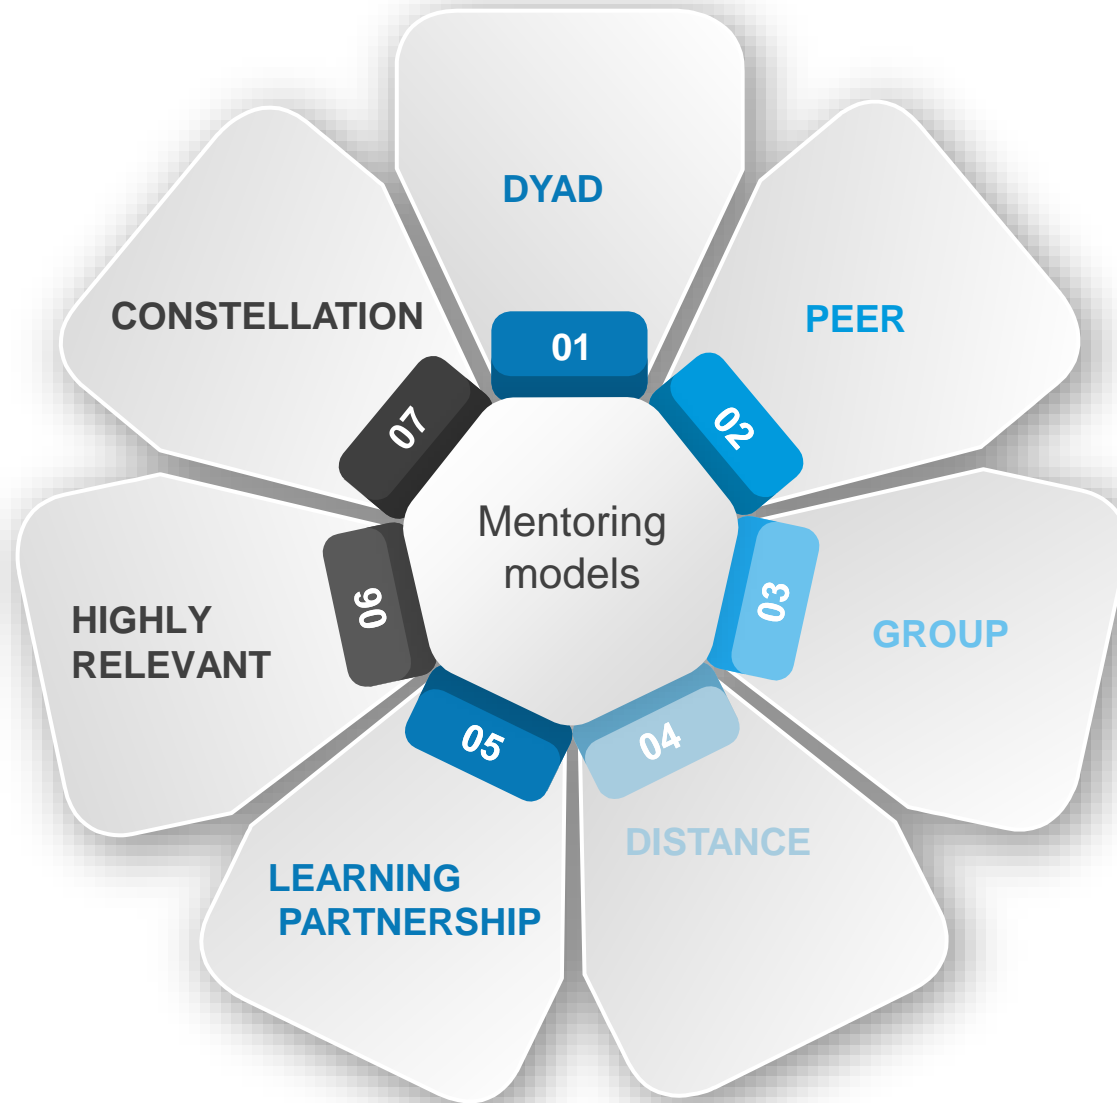 Mentoring
models
01
DYAD
02
PEER
03
GROUP
04
DISTANCE
05
LEARNING
PARTNERSHIP
06
HIGHLY
RELEVANT
07
CONSTELLATION